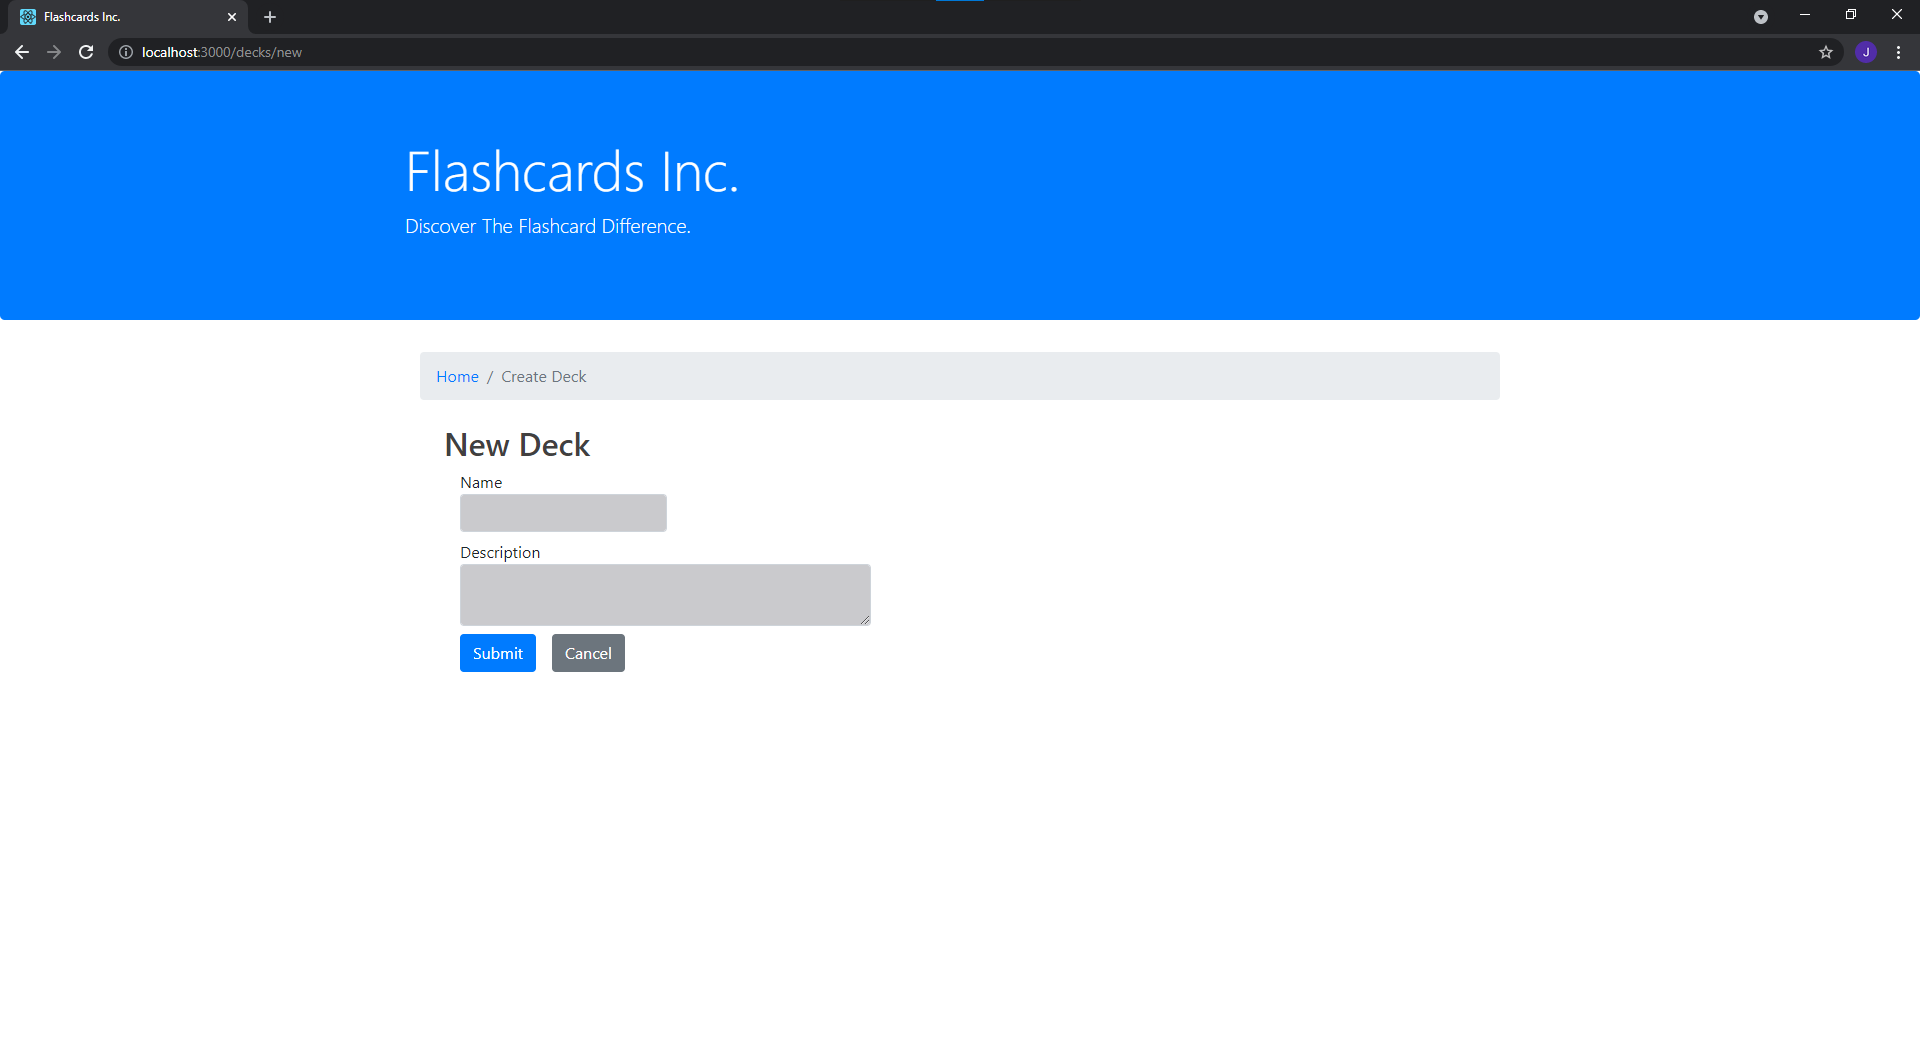 Flashcards Inc.
localhost:3000/decks/new
J
Flashcards Inc.
Discover The Flashcard Difference.
Home / Create Deck
New Deck
Name
Description
Submit Cancel